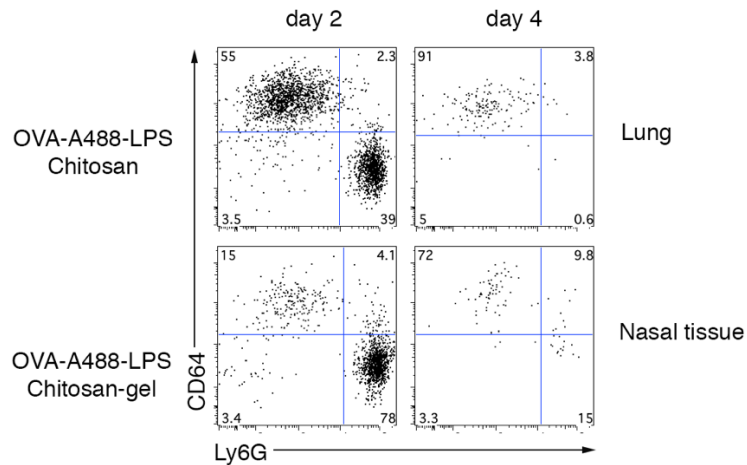 day 2
day 4
55
2.3
91
3.8
OVA-A488-LPS
Chitosan
Lung
3.5
39
5
0.6
15
4.1
72
9.8
OVA-A488-LPS
Chitosan-gel
Nasal tissue
CD64
3.4
78
3.3
15
Ly6G